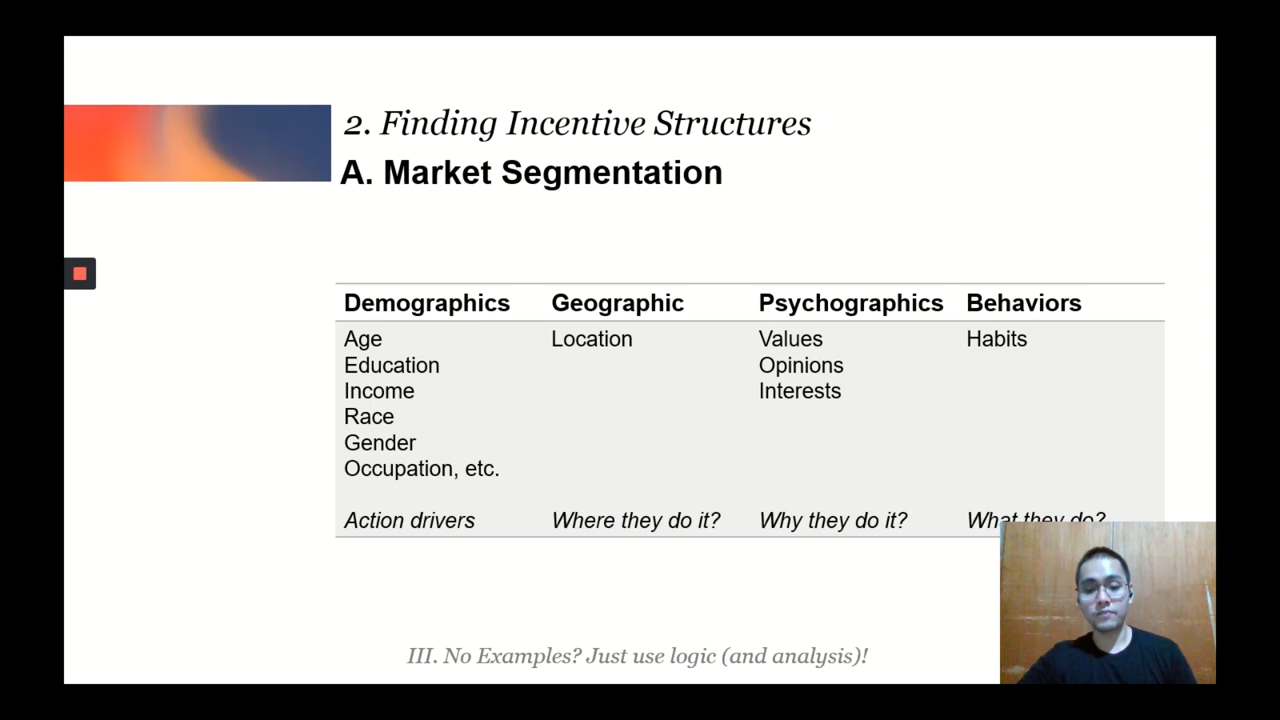 2. Finding Incentive Structures
A. Market Segmentation
Demographics Geographic Psychographics Behaviors
Age Location Values Habits
Education Opinions
Income Interests
Race
Gender
Occupation, etc.
Action drivers Where they do it? Why they do it? What they do?
III. No Examples? Just use logic (and analysis)!